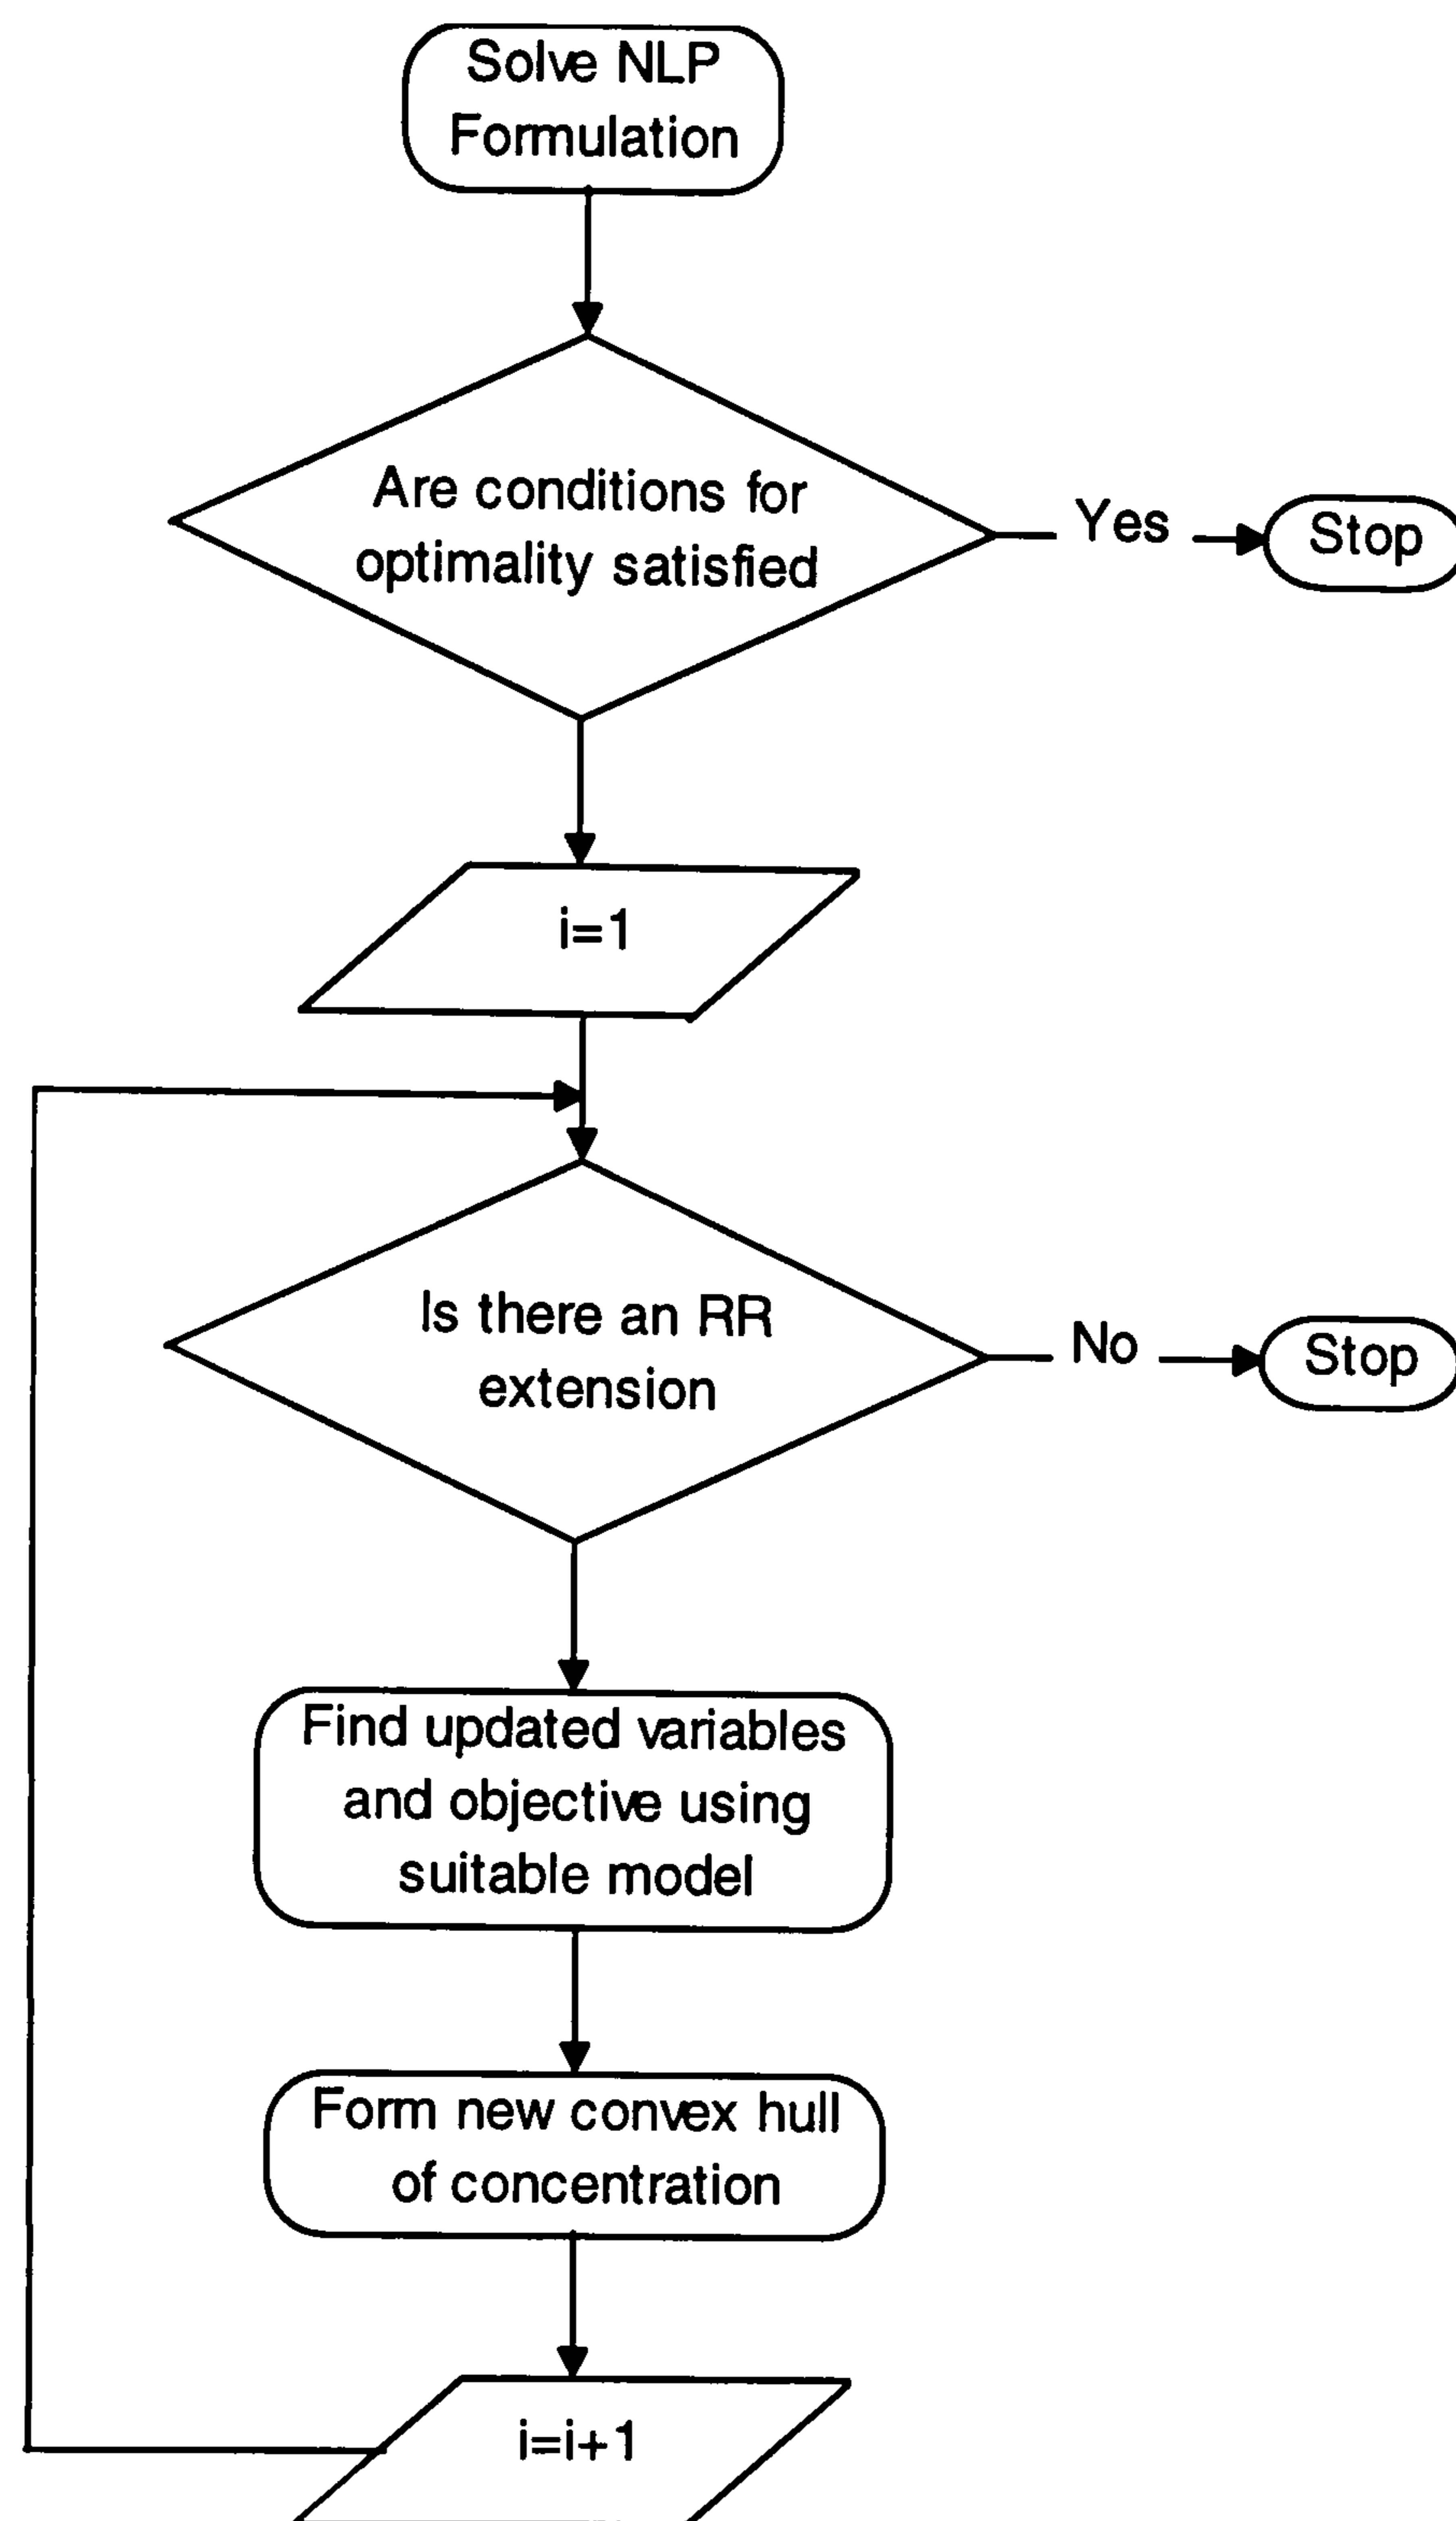 Solve NLP
Formulation
Are conditions for
optimality satisfied
Yes
Stop
i=1
Is there an RR
extension
No
Stop
Find updated variables
and objective using
suitable model
Form new convex hull
of concentration
i=i+1